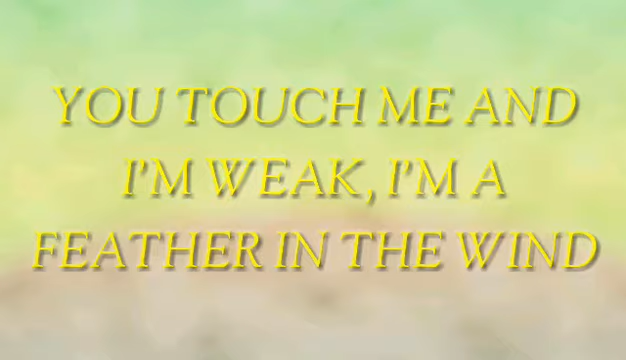 YOU TOUCH ME AND
I'M WEAK, I'M A
FEATHER IN THE WIND